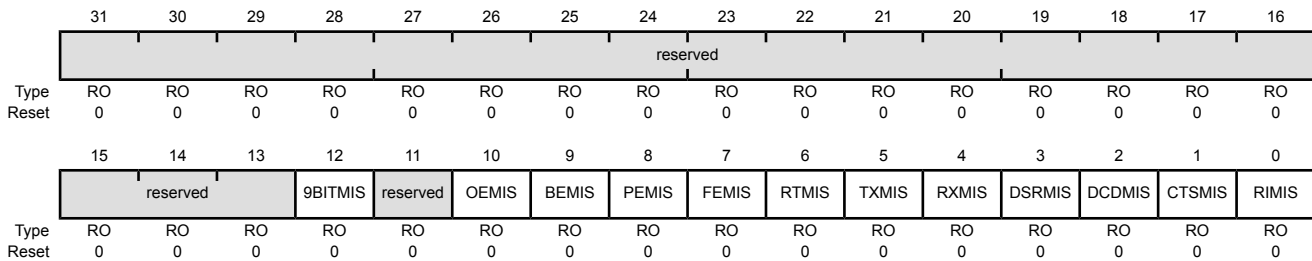 31 30 29 28 27 26 25 24 23 22 21 20 19 18 17 16
reserved
Type RO RO RO RO RO RO RO RO RO RO RO RO RO RO RO RO
Reset 0 0 0 0 0 0 0 0 0 0 0 0 0 0 0 0
15 14 13 12 11 10 9 8 7 6 5 4 3 2 1 0
reserved 9BITMIS reserved OEMIS BEMIS PEMIS FEMIS RTMIS TXMIS RXMIS DSRMIS DCDMIS CTSMIS RIMIS
Type RO RO RO RO RO RO RO RO RO RO RO RO RO RO RO RO
Reset 0 0 0 0 0 0 0 0 0 0 0 0 0 0 0 0